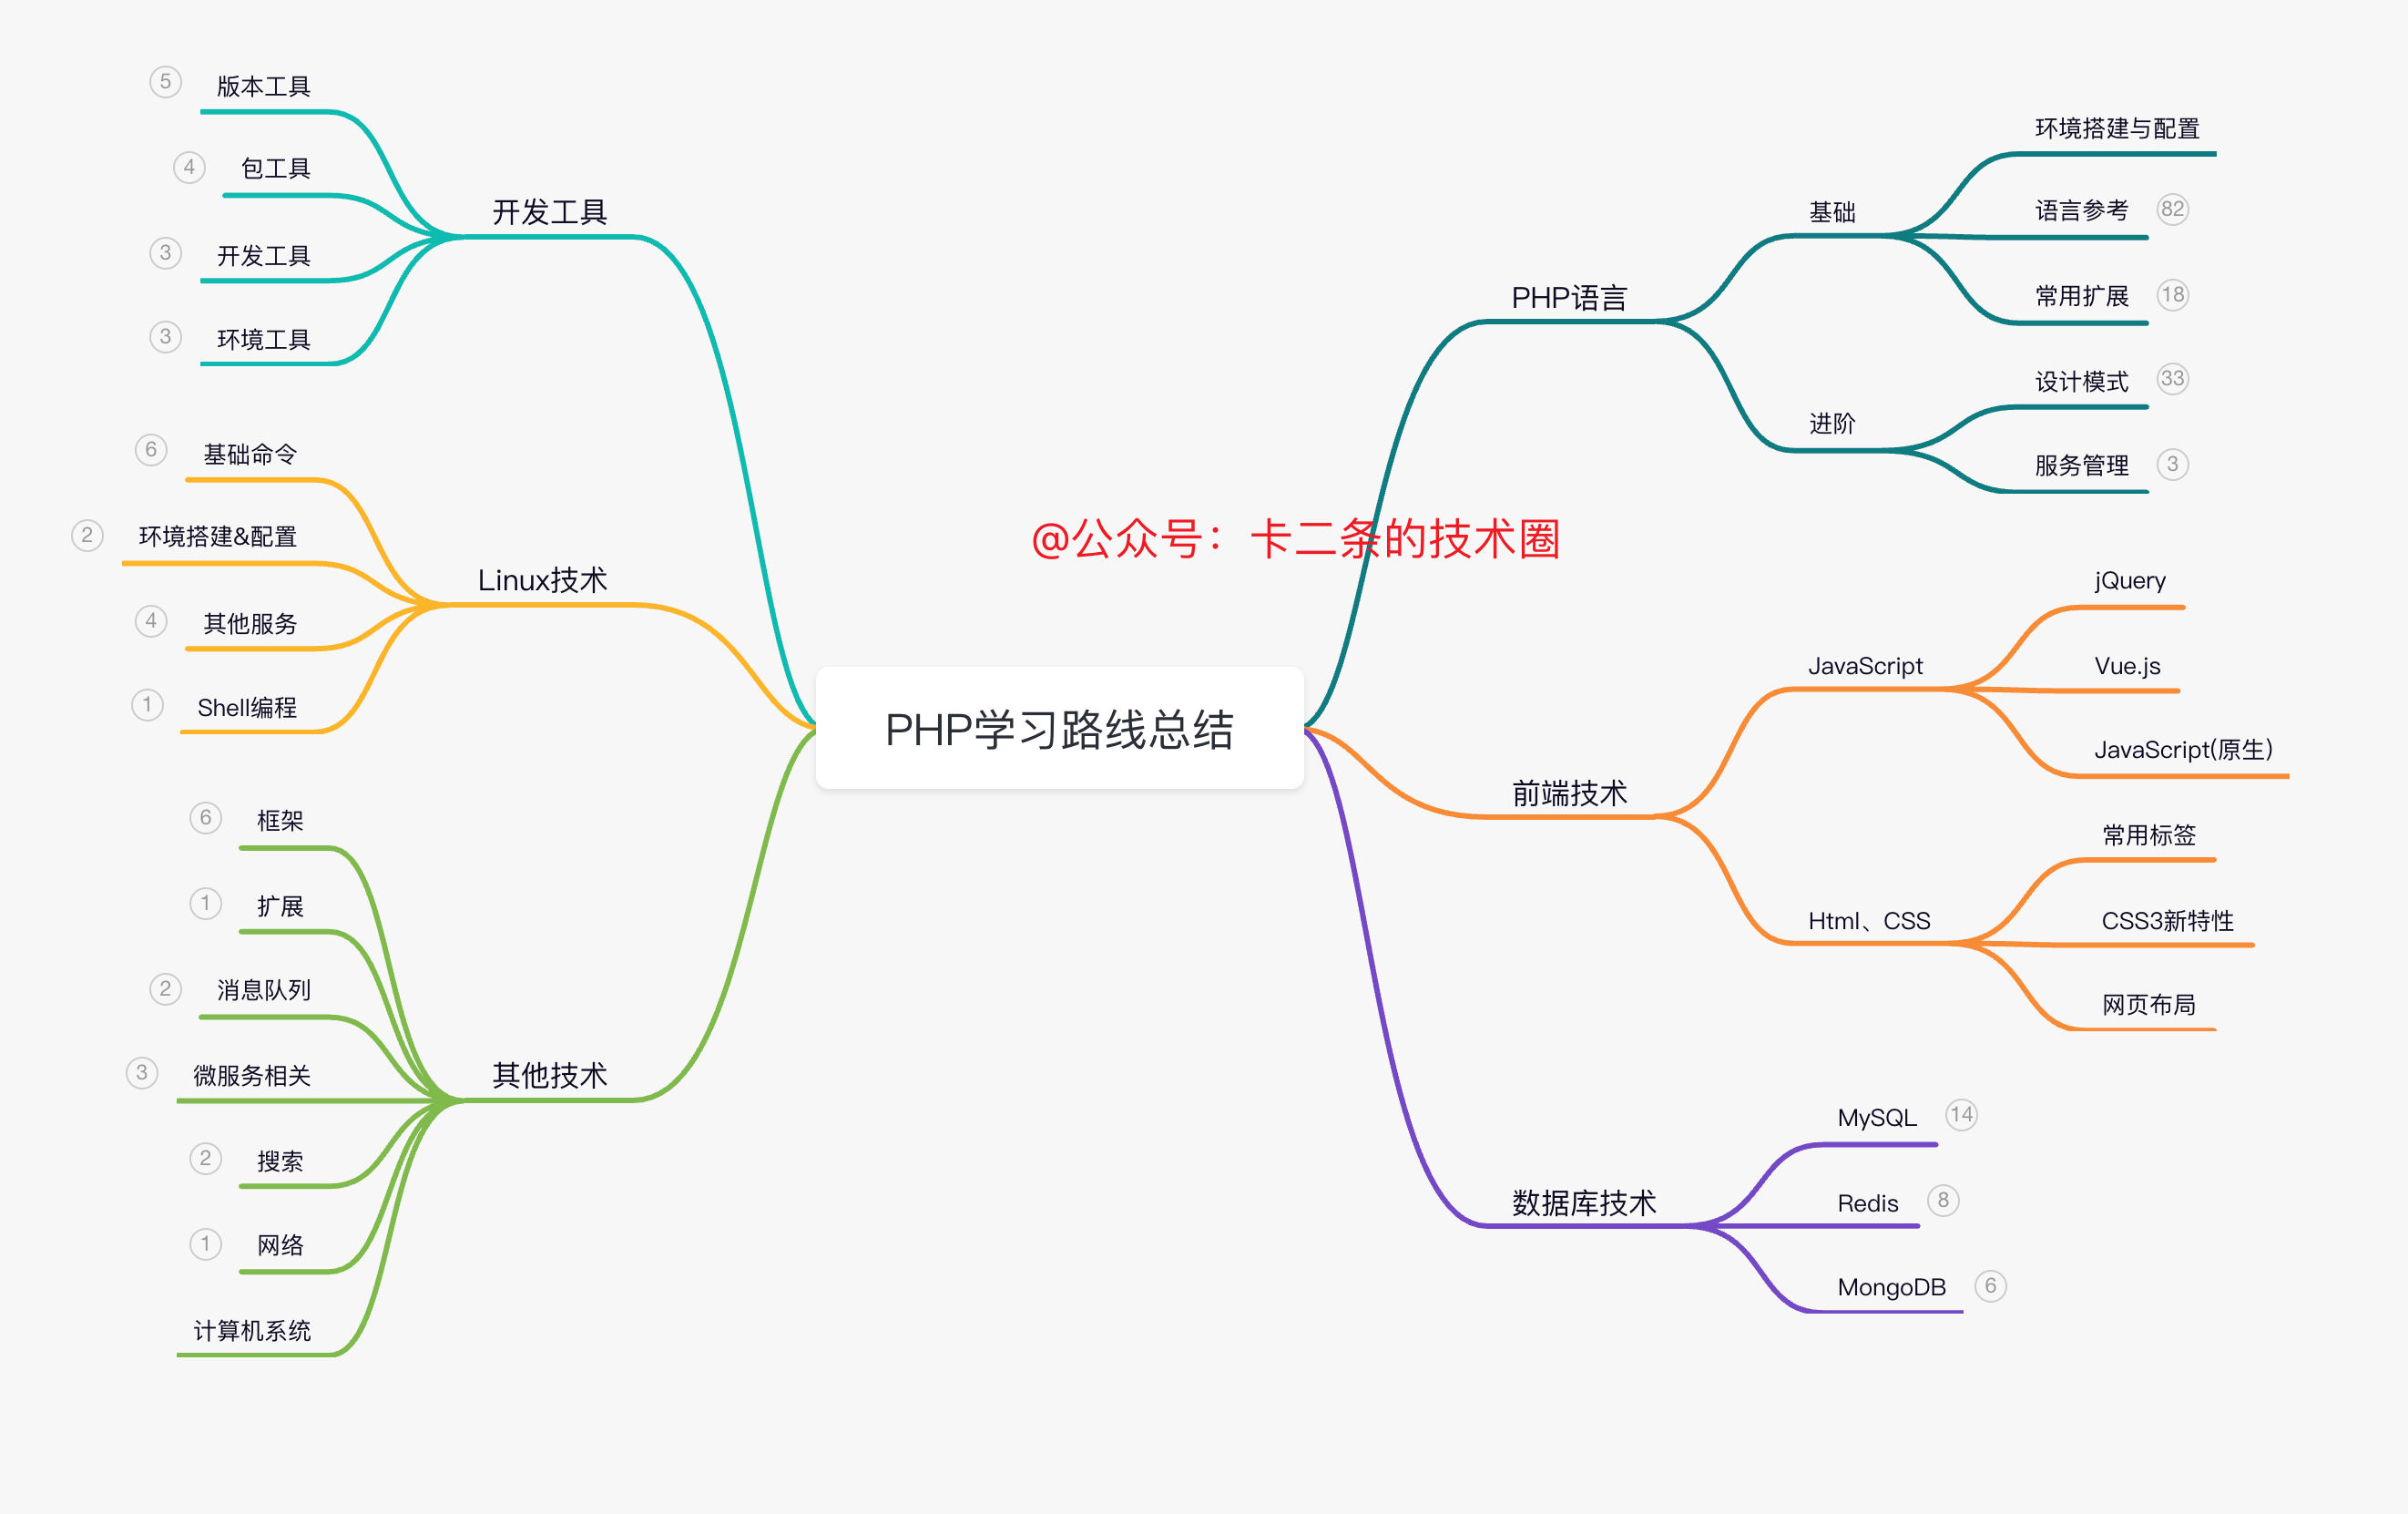 PHP学习路线总结
@公众号：卡二条的技术圈
PHP语言
基础
环境搭建与配置
语言参考 82
常用扩展 18
进阶
设计模式 33
服务管理 3
前端技术
JavaScript
jQuery
Vue.js
JavaScript(原生)
Html、CSS
常用标签
CSS3新特性
网页布局
数据库技术
MySQL 14
Redis 8
MongoDB 6
开发工具
5 版本工具
4 包工具
3 开发工具
3 环境工具
Linux技术
6 基础命令
2 环境搭建&配置
4 其他服务
1 Shell编程
其他技术
6 框架
1 扩展
2 消息队列
3 微服务相关
2 搜索
1 网络
计算机系统